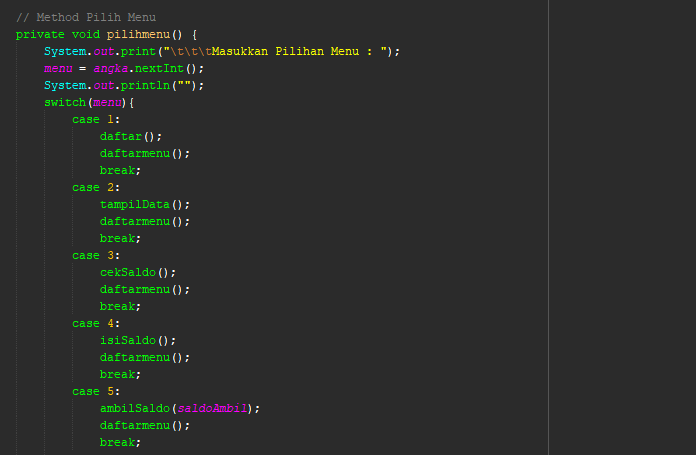 // Method Pilih Menu
private void pilihmenu() {
    System.out.print("\t\t\tMasukkan Pilihan Menu : ");
    menu = angka.nextInt();
    System.out.println("");
    switch(menu){
        case 1:
            daftar();
            daftarmenu();
            break;
        case 2:
            tampilData();
            daftarmenu();
            break;
        case 3:
            cekSaldo();
            daftarmenu();
            break;
        case 4:
            isiSaldo();
            daftarmenu();
            break;
        case 5:
            ambilSaldo(saldoAmbil);
            daftarmenu();
            break;